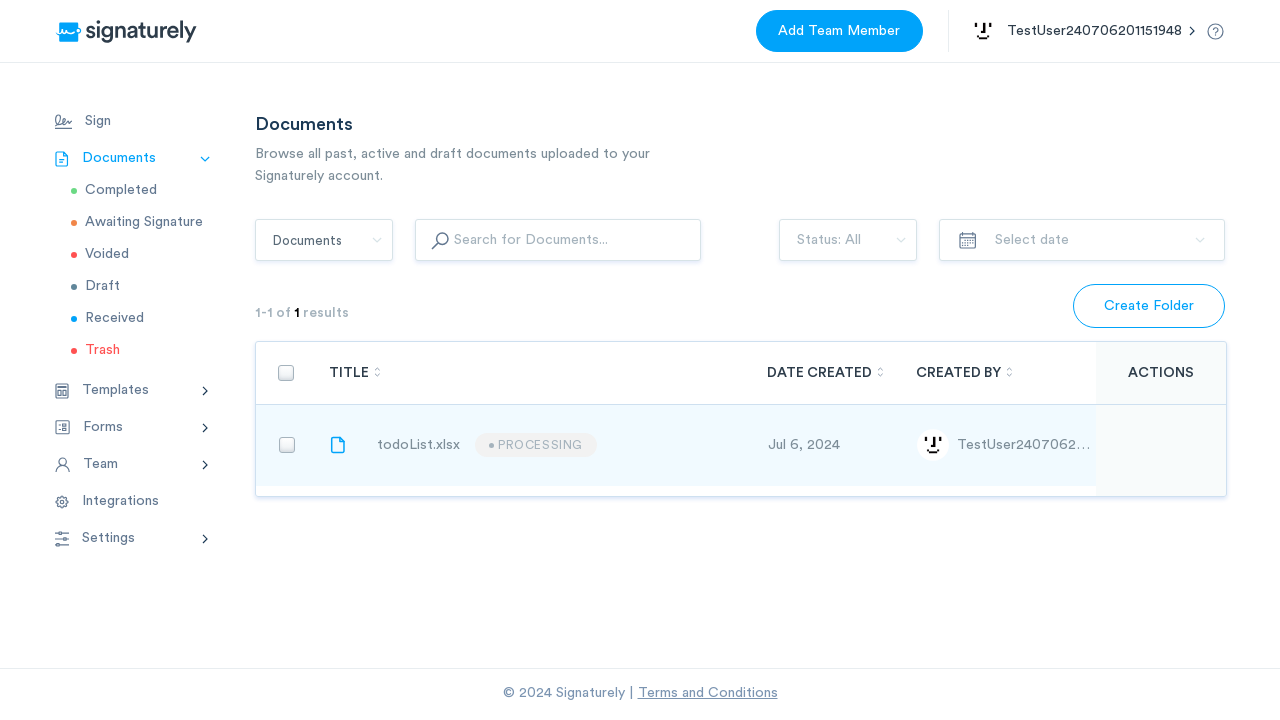 signaturely
Add Team Member
TestUser240706201151948
Sign
Documents
Completed
Awaiting Signature
Voided
Draft
Received
Trash
Templates
Forms
Team
Integrations
Settings
Documents
Browse all past, active and draft documents uploaded to your
Signaturely account.
Documents
Search for Documents...
Status: All
Select date
1-1 of 1 results
Create Folder
TITLE
DATE CREATED
CREATED BY
ACTIONS
todoList.xlsx
PROCESSING
Jul 6, 2024
TestUser2407062...
© 2024 Signaturely | Terms and Conditions